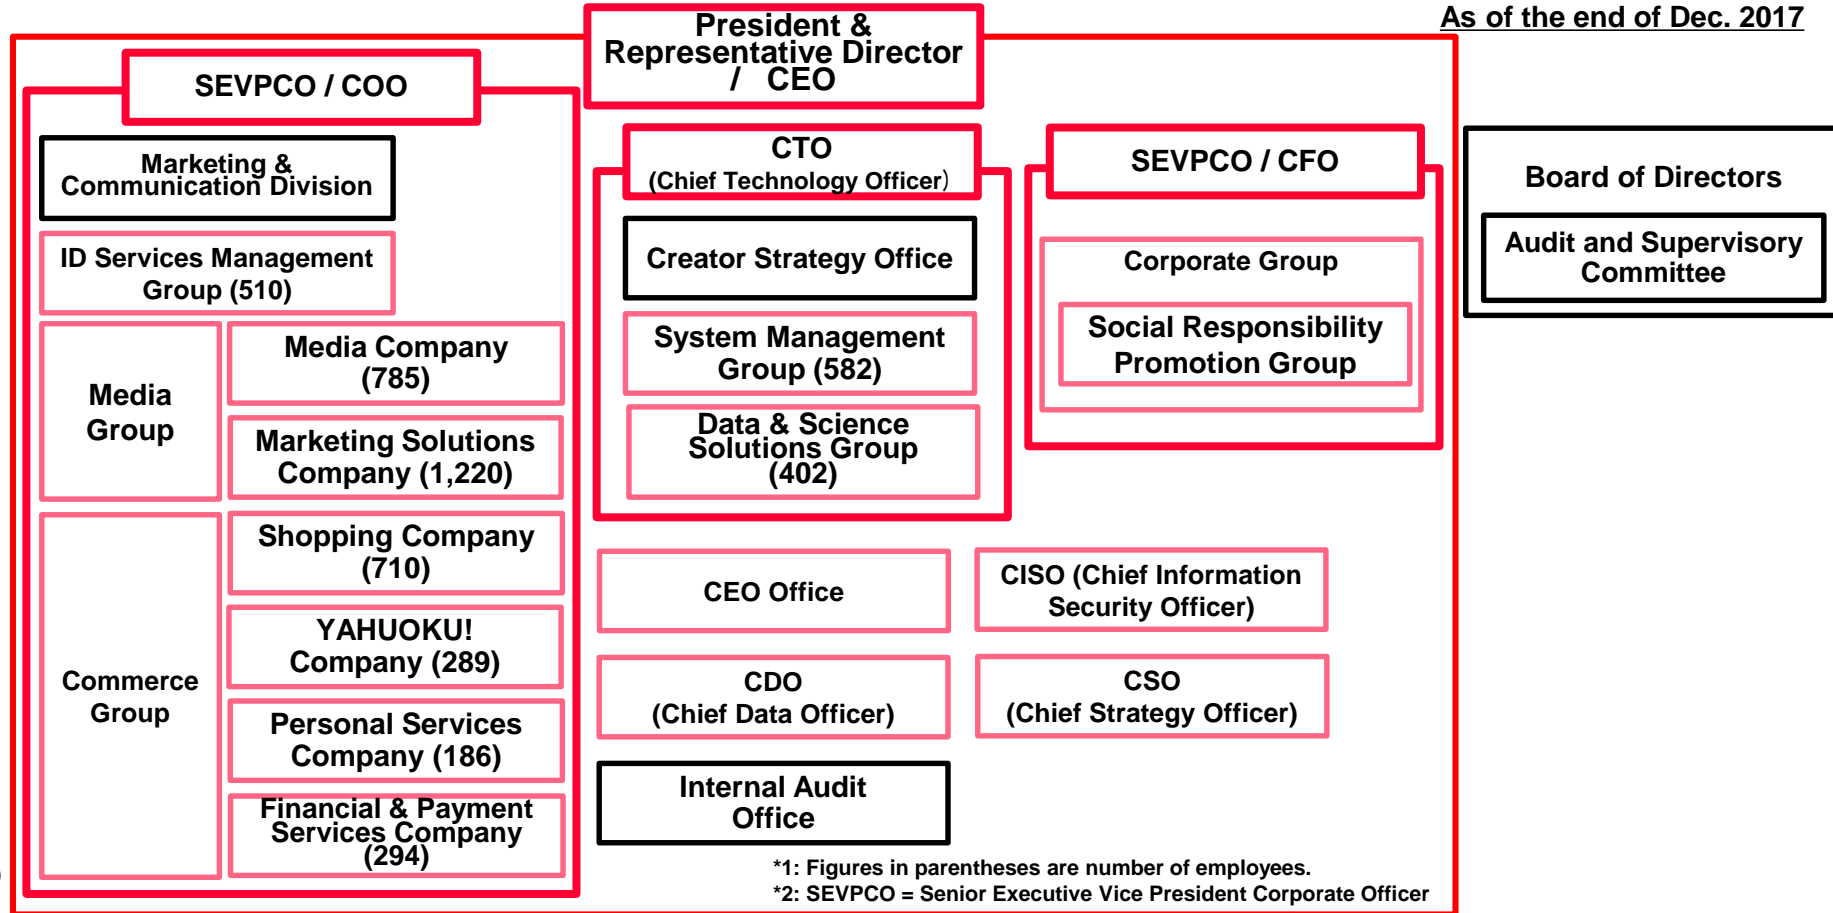 As of the end of Dec. 2017
President &
Representative Director
/ CEO
SEVPCO / COO
Marketing &
Communication Division
ID Services Management
Group (510)
Media
Group
Media Company
(785)
Marketing Solutions
Company (1,220)
Commerce
Group
Shopping Company
(710)
YAHUOKU!
Company (289)
Personal Services
Company (186)
Financial & Payment
Services Company
(294)
CTO
(Chief Technology Officer)
Creator Strategy Office
System Management
Group (582)
Data & Science
Solutions Group
(402)
SEVPCO / CFO
Corporate Group
Social Responsibility
Promotion Group
CEO Office
CISO (Chief Information
Security Officer)
CDO
(Chief Data Officer)
CSO
(Chief Strategy Officer)
Internal Audit
Office
Board of Directors
Audit and Supervisory
Committee
*1: Figures in parentheses are number of employees.
*2: SEVPCO = Senior Executive Vice President Corporate Officer